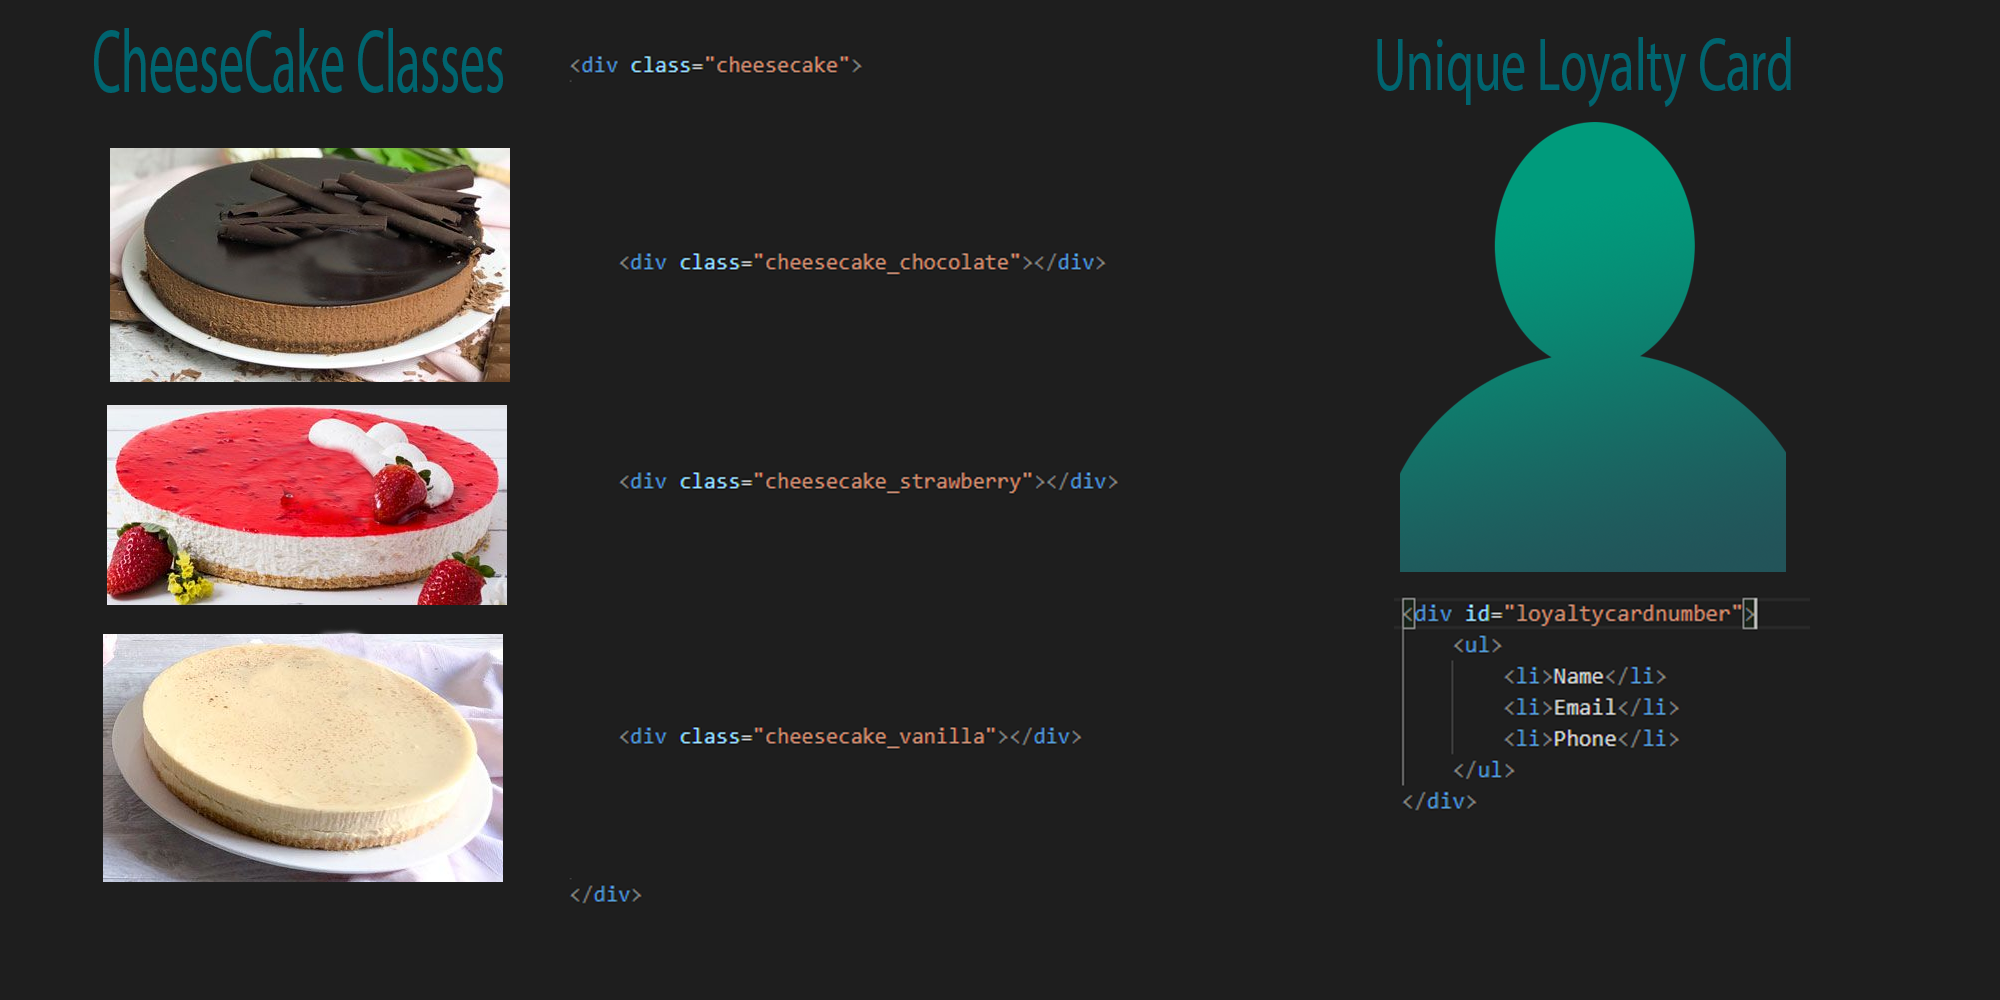 CheeseCake Classes
<div class="cheesecake">
<div class="cheesecake_chocolate"></div>
<div class="cheesecake_strawberry"></div>
<div class="cheesecake_vanilla"></div>
</div>
Unique Loyalty Card
<div id="loyaltycardnumber">
<ul>
<li>Name</li>
<li>Email</li>
<li>Phone</li>
</ul>
</div>